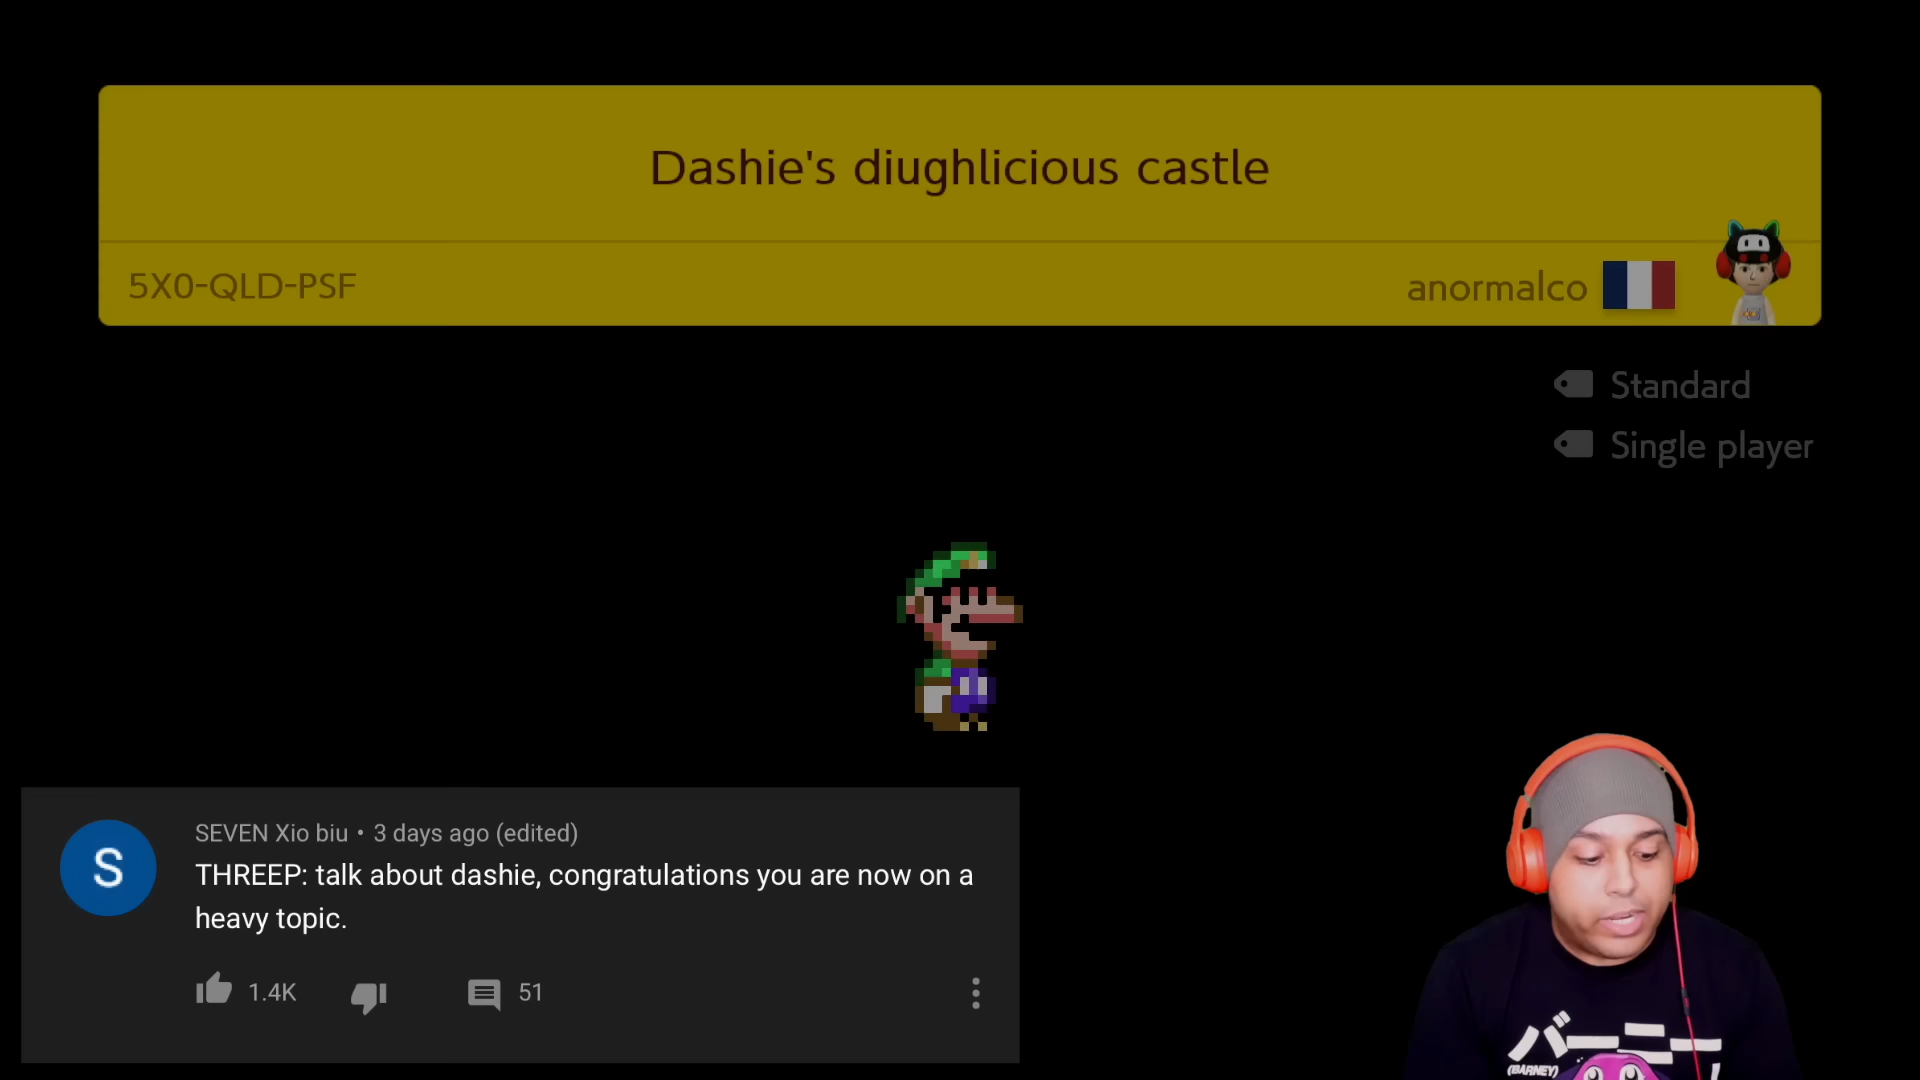 Dashie's diughlicious castle
5X0-QLD-PSF
anormalco
Standard
Single player
S
SEVEN Xio biu • 3 days ago (edited)
THREEP: talk about dashie, congratulations you are now on a
heavy topic.
1.4K
51
バーニー
(BARNEY)